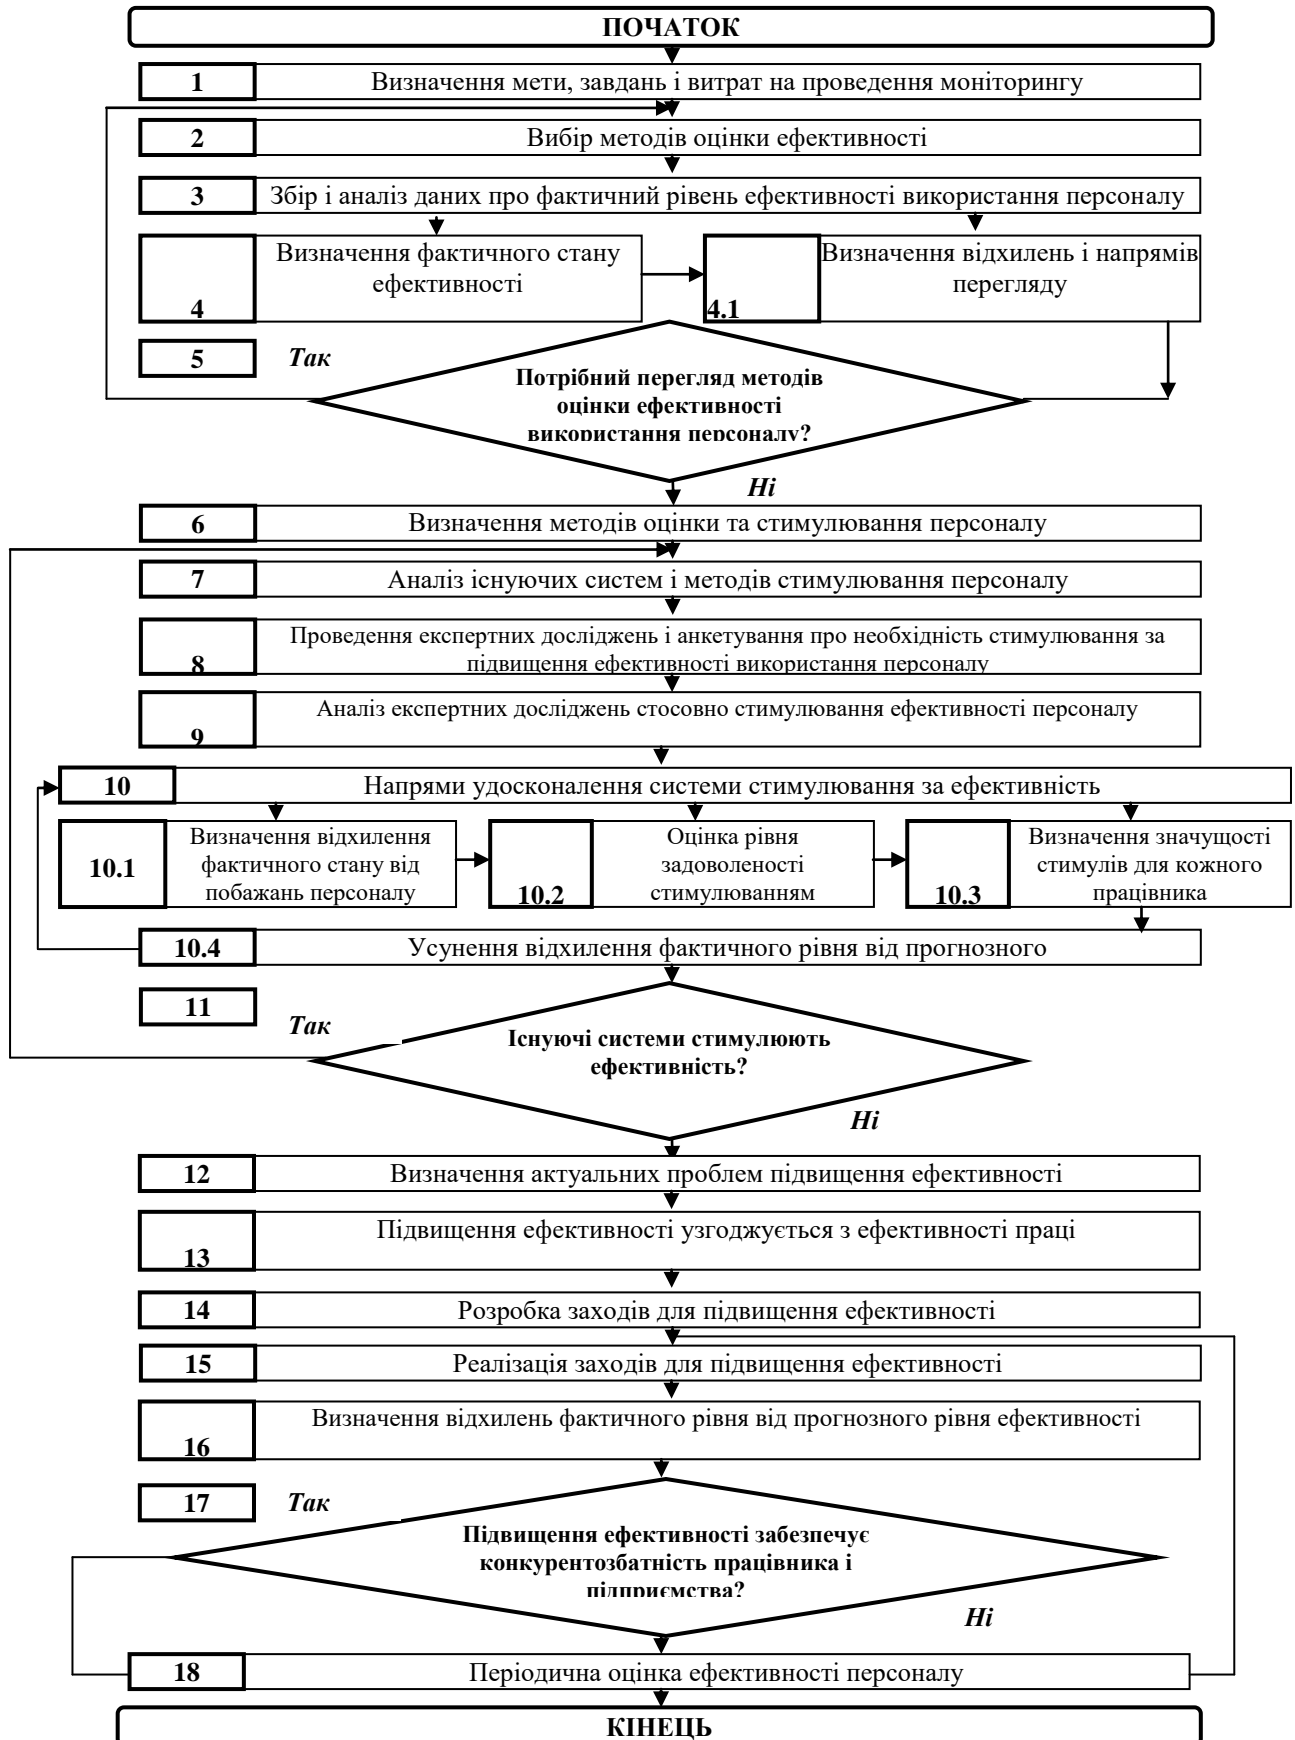 ПОЧАТОК
1
Визначення мети, завдань і витрат на проведення моніторингу
2
Вибір методів оцінки ефективності
3
Збір і аналіз даних про фактичний рівень ефективності використання персоналу
4
Визначення фактичного стану
ефективності
4.1
Визначення відхилень і напрямів
перегляду
5
Так
Потрібний перегляд методів
оцінки ефективності
використання персоналу?
Ні
6
Визначення методів оцінки та стимулювання персоналу
7
Аналіз існуючих систем і методів стимулювання персоналу
8
Проведення експертних досліджень і анкетування про необхідність стимулювання за
підвищення ефективності використання персоналу
9
Аналіз експертних досліджень стосовно стимулювання ефективності персоналу
10
Напрями удосконалення системи стимулювання за ефективність
10.1
Визначення відхилення
фактичного стану від
побажань персоналу
10.2
Оцінка рівня
задоволеності
стимулюванням
10.3
Визначення значущості
стимулів для кожного
працівника
10.4
Усунення відхилення фактичного рівня від прогнозного
11
Так
Існуючі системи стимулюють
ефективність?
Ні
12
Визначення актуальних проблем підвищення ефективності
13
Підвищення ефективності узгоджується з ефективності праці
14
Розробка заходів для підвищення ефективності
15
Реалізація заходів для підвищення ефективності
16
Визначення відхилень фактичного рівня від прогнозного рівня ефективності
17
Так
Підвищення ефективності забезпечує
конкурентозбатність працівника і
підприємства?
Ні
18
Періодична оцінка ефективності персоналу
КІНЕЦЬ